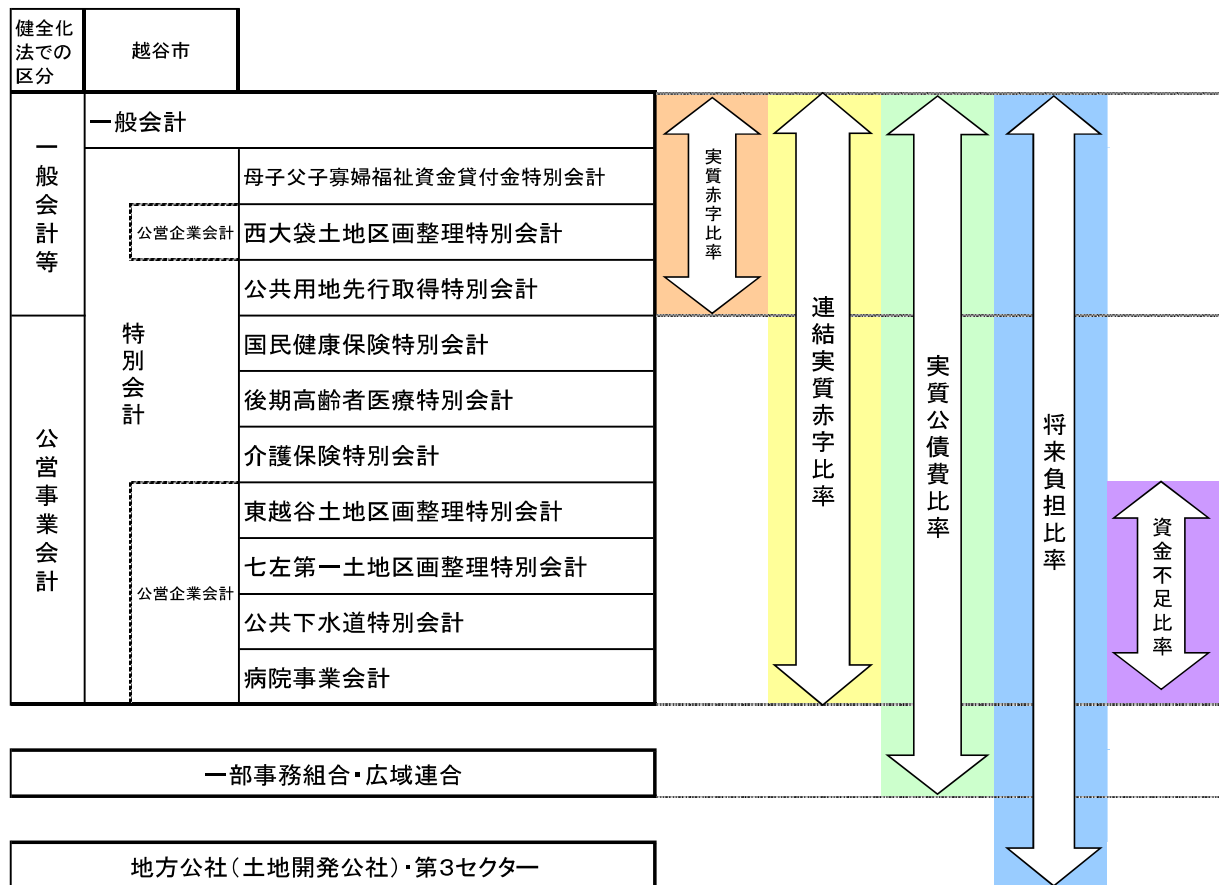 健全化
法での
区分
越谷市
一般会計等
一般会計
特別会計
母子父子寡婦福祉資金貸付金特別会計
公営企業会計
西大袋土地区画整理特別会計
公共用地先行取得特別会計
公営事業会計
国民健康保険特別会計
後期高齢者医療特別会計
介護保険特別会計
公営企業会計
東越谷土地区画整理特別会計
七左第一土地区画整理特別会計
公共下水道特別会計
病院事業会計
実質赤字比率
連結実質赤字比率
実質公債費比率
将来負担比率
資金不足比率
一部事務組合・広域連合
地方公社(土地開発公社)・第3セクター